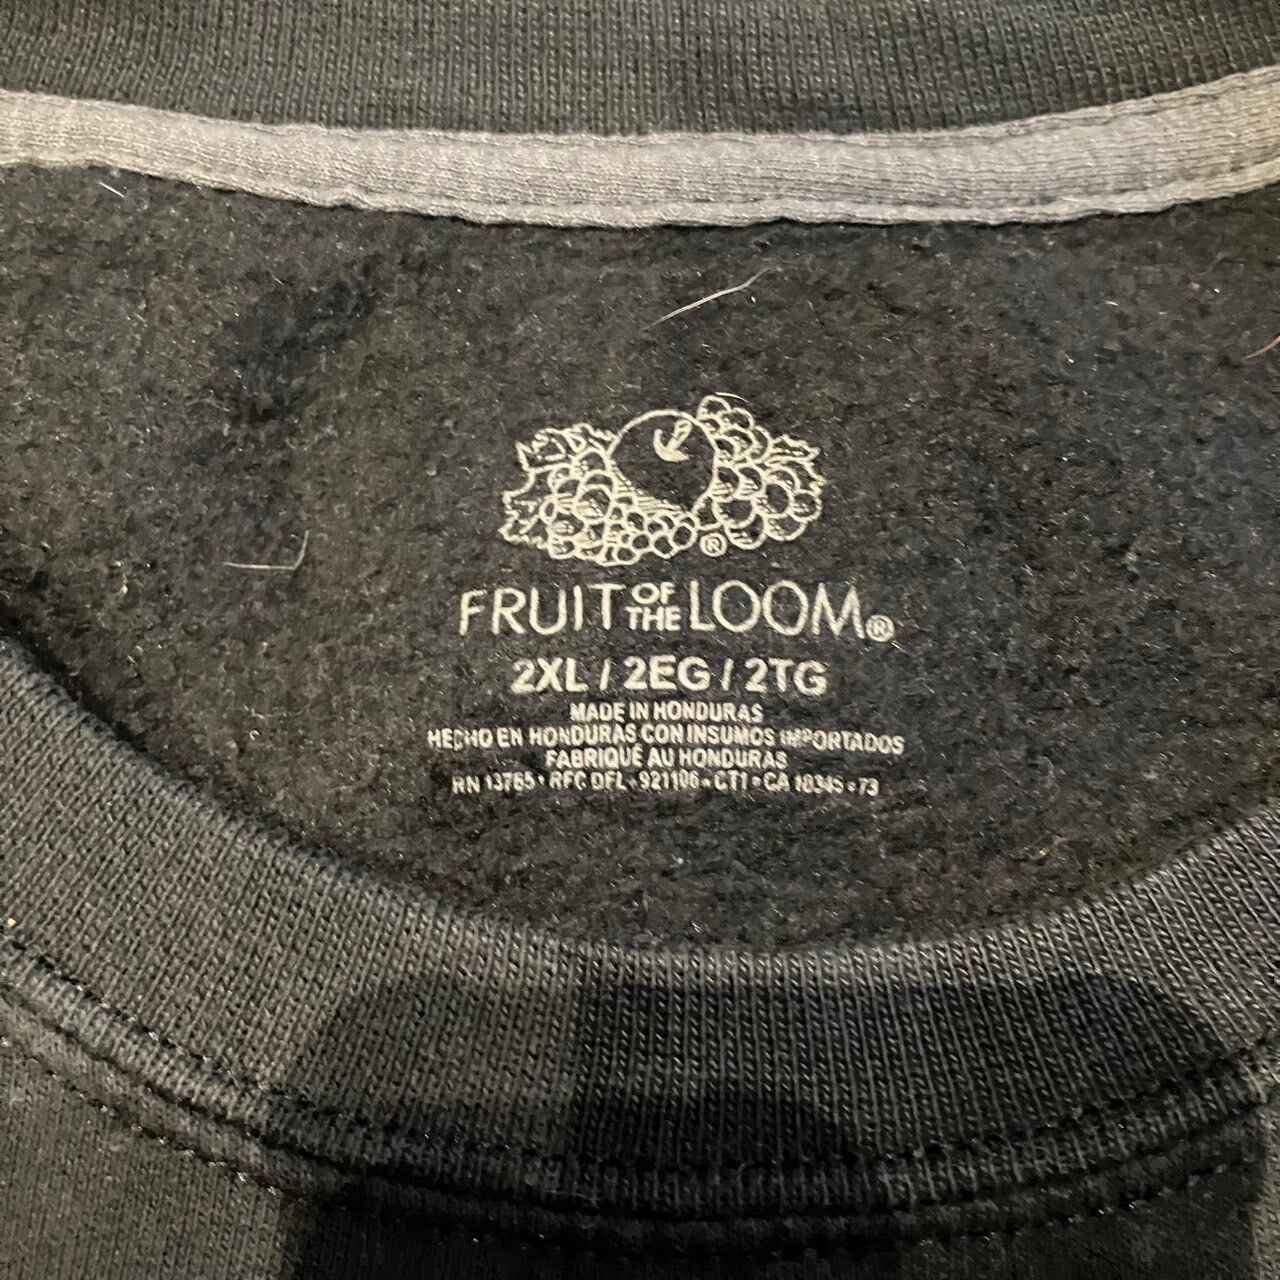 ®
FRUIT OF THE LOOM®
2XL / 2EG / 2TG
MADE IN HONDURAS
HECHO EN HONDURAS CON INSUMOS IMPORTADOS
FABRIQUÉ AU HONDURAS
RN 13765 • RFC DFL - 921106 - CT1 • CA 18345 • 73